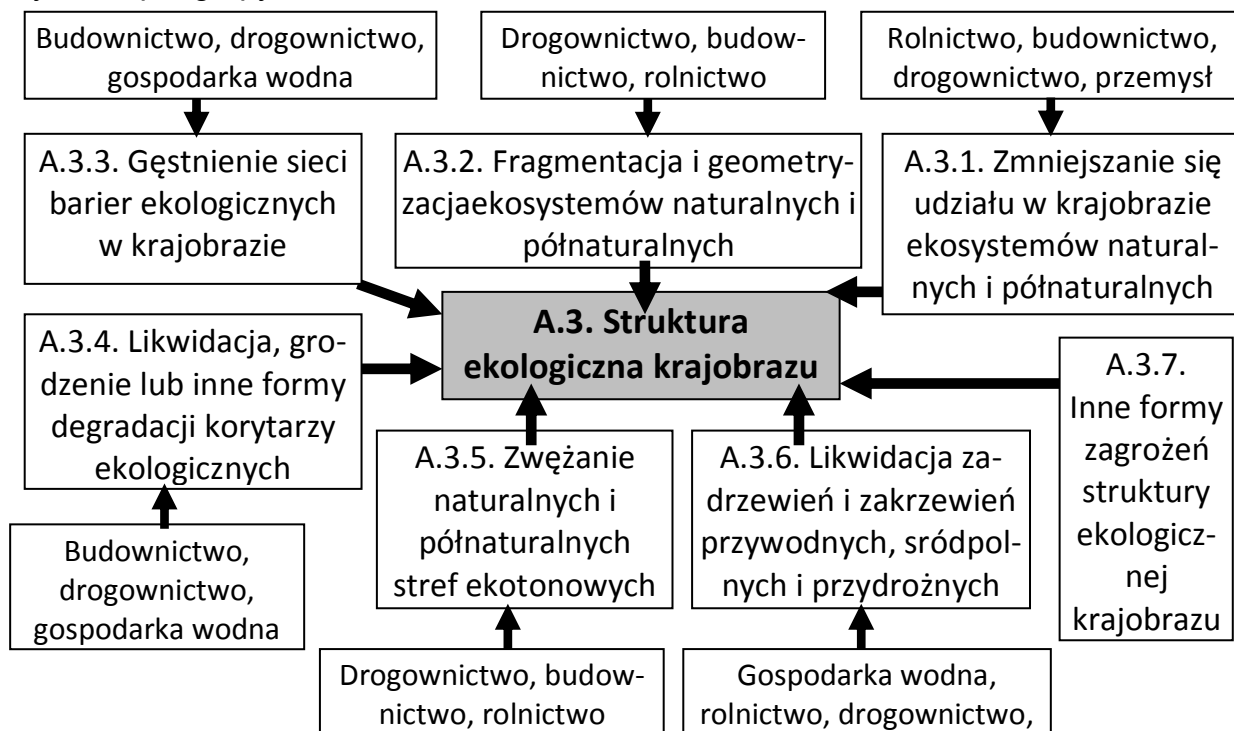 Budownictwo, drogownictwo,
gospodarka wodna
Drogownictwo, budow-
nictwo, rolnictwo
Rolnictwo, budownictwo,
drogownictwo, przemysł
A.3.3. Gęstnienie sieci
barier ekologicznych
w krajobrazie
A.3.2. Fragmentacja i geometry-
zacjaekosystemów naturalnych i
półnaturalnych
A.3.1. Zmniejszanie się
udziału w krajobrazie
ekosystemów natural-
nych i półnaturalnych
A.3. Struktura
ekologiczna krajobrazu
A.3.4. Likwidacja, gro-
dzenie lub inne formy
degradacji korytarzy
ekologicznych
A.3.7.
Inne formy
zagrożeń
struktury
ekologicz-
nej
krajobrazu
A.3.5. Zwężanie
naturalnych i
półnaturalnych
stref ekotonowych
A.3.6. Likwidacja za-
drzewień i zakrzewień
przywodnych, sródpol-
nych i przydrożnych
Budownictwo,
drogownictwo,
gospodarka wodna
Drogownictwo, budow-
nictwo, rolnictwo
Gospodarka wodna,
rolnictwo, drogownictwo,